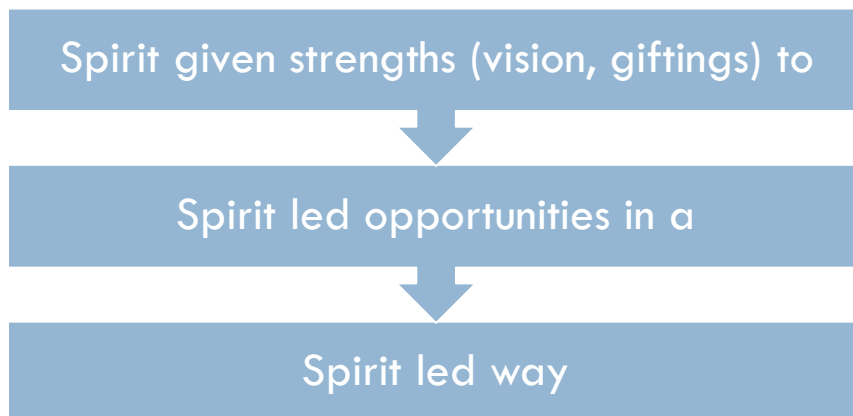 Spirit given strengths (vision, giftings) to
Spirit led opportunities in a
Spirit led way